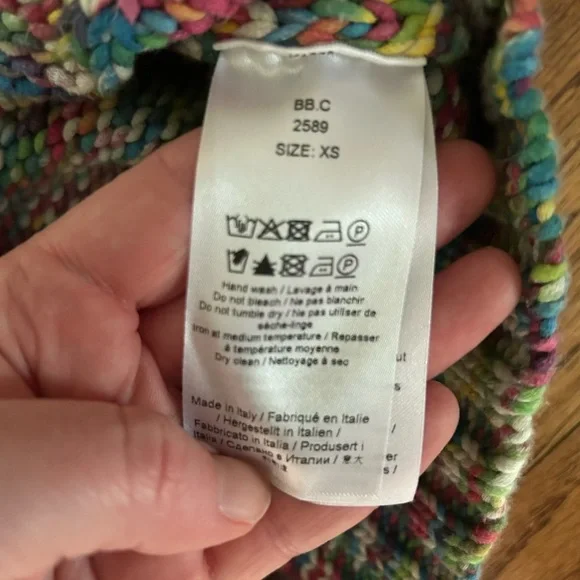 BB.C
2589
SIZE: XS
P
P
Hand wash / Lavage à main
Do not bleach / Ne pas blanchir
Do not tumble dry / Ne pas utiliser de
sèche-linge
Iron at medium temperature / Repasser
à température moyenne
Dry clean / Nettoyage à sec
Made in Italy / Fabriqué en Italie
/ Hergestellt in Italien /
Fabbricato in Italia / Produsert i
Italia / Сделано в Италии / 意大